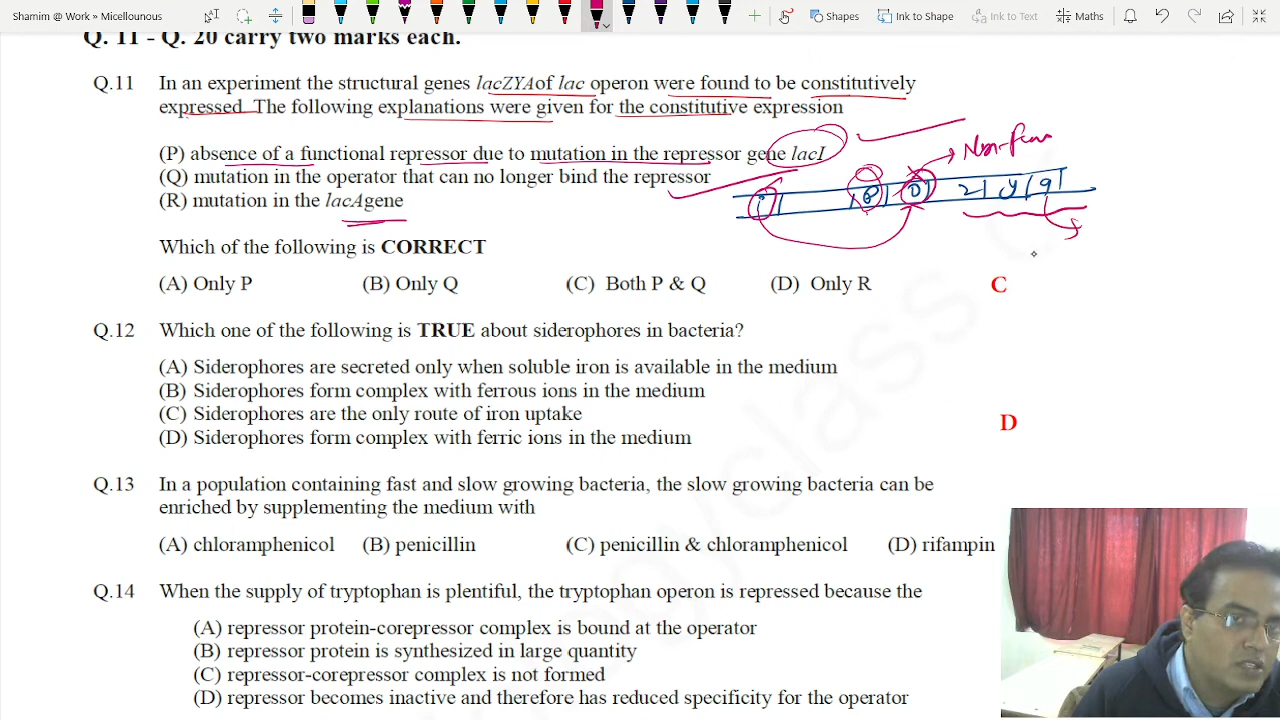 Shamim @ Work » Micellounous
Shapes
Ink to Shape
Ink to Text
Maths
Q. 11 - Q. 20 carry two marks each.
Q.11 In an experiment the structural genes lacZYAof lac operon were found to be constitutively
expressed. The following explanations were given for the constitutive expression
(P) absence of a functional repressor due to mutation in the repressor gene lacI
(Q) mutation in the operator that can no longer bind the repressor
(R) mutation in the lacAgene
i P O z y a
Which of the following is CORRECT
(A) Only P (B) Only Q (C) Both P & Q (D) Only R C
Q.12 Which one of the following is TRUE about siderophores in bacteria?
(A) Siderophores are secreted only when soluble iron is available in the medium
(B) Siderophores form complex with ferrous ions in the medium
(C) Siderophores are the only route of iron uptake
(D) Siderophores form complex with ferric ions in the medium
D
Q.13 In a population containing fast and slow growing bacteria, the slow growing bacteria can be
enriched by supplementing the medium with
(A) chloramphenicol (B) penicillin (C) penicillin & chloramphenicol (D) rifampin
Q.14 When the supply of tryptophan is plentiful, the tryptophan operon is repressed because the
(A) repressor protein-corepressor complex is bound at the operator
(B) repressor protein is synthesized in large quantity
(C) repressor-corepressor complex is not formed
(D) repressor becomes inactive and therefore has reduced specificity for the operator